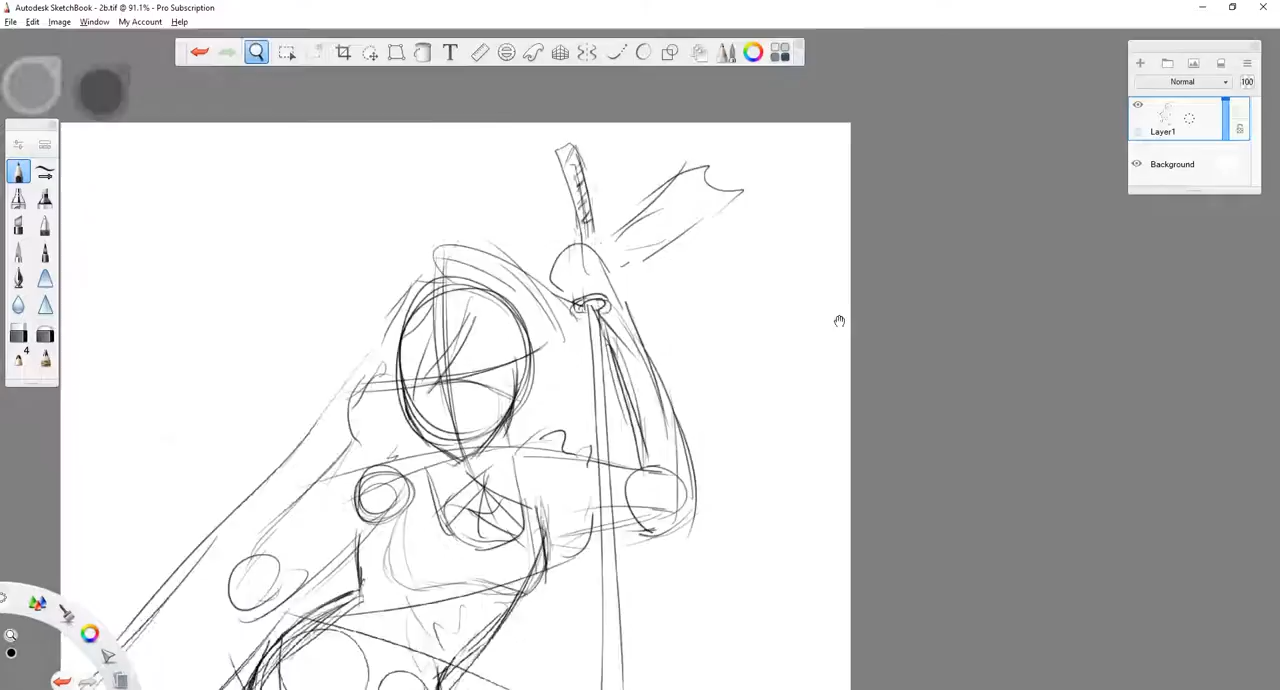 Autodesk SketchBook - 2b.tif @ 91.1% - Pro Subscription
File Edit Image Window My Account Help
T
Normal 100
Layer1
Background
4